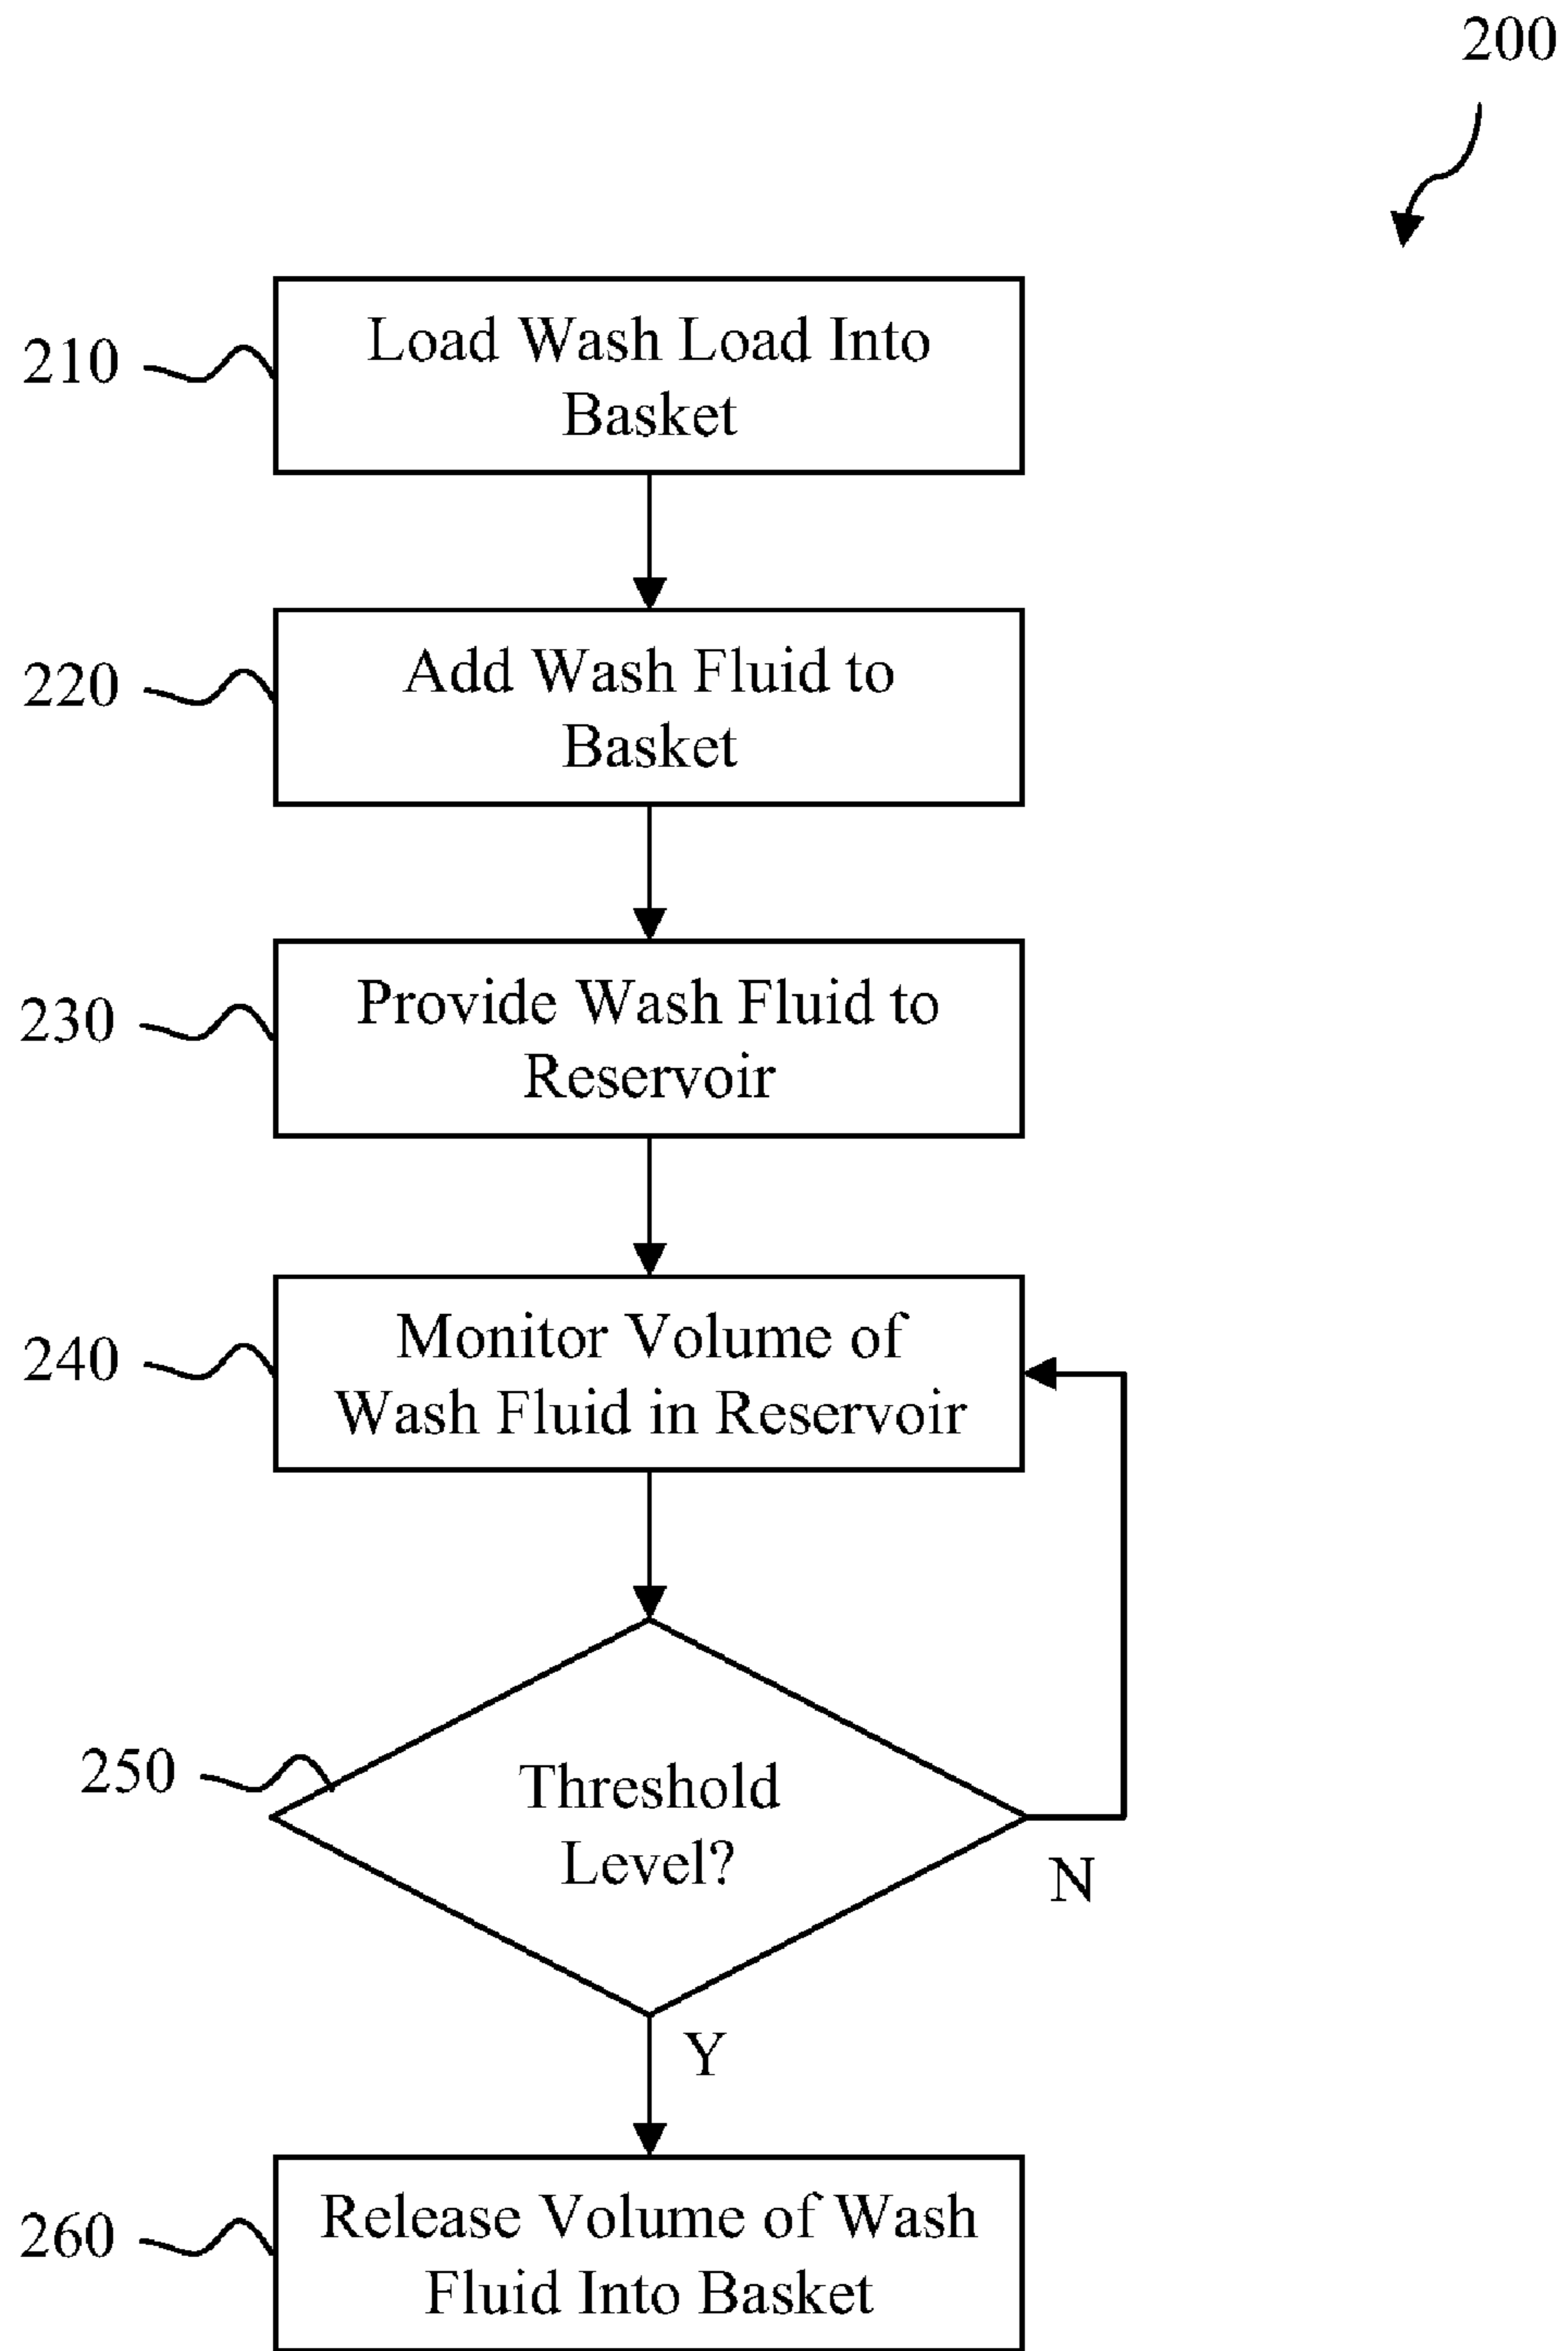 200
210
Load Wash Load Into
Basket
220
Add Wash Fluid to
Basket
230
Provide Wash Fluid to
Reservoir
240
Monitor Volume of
Wash Fluid in Reservoir
250
Threshold
Level?
N
Y
260
Release Volume of Wash
Fluid Into Basket